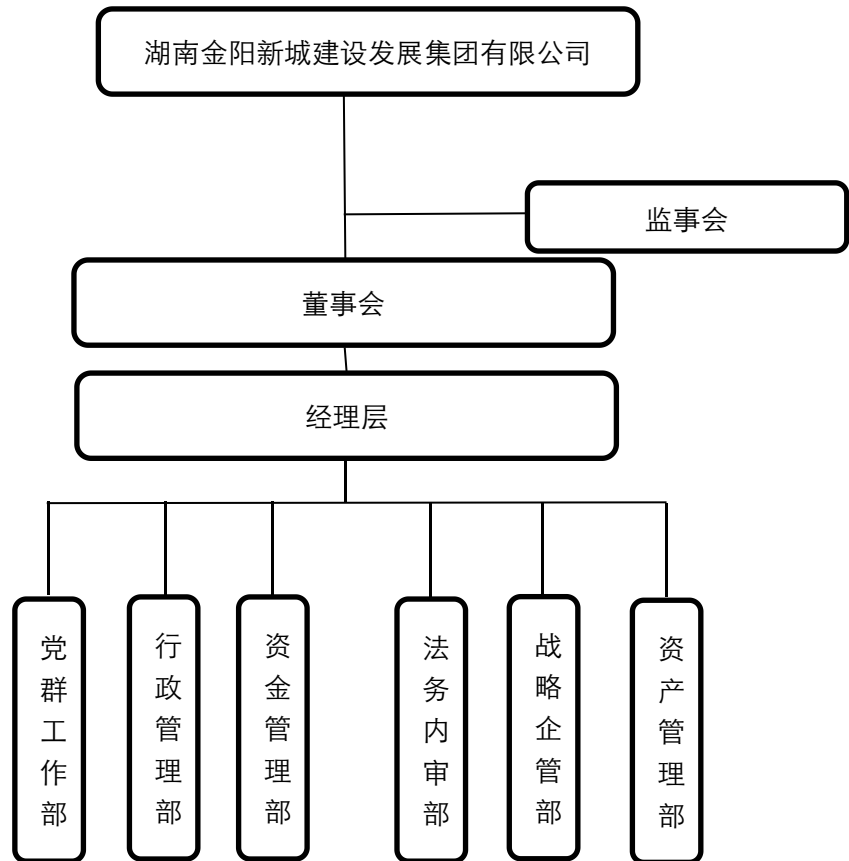 湖南金阳新城建设发展集团有限公司
监事会
董事会
经理层
党群工作部
行政管理部
资金管理部
法务内审部
战略企管部
资产管理部